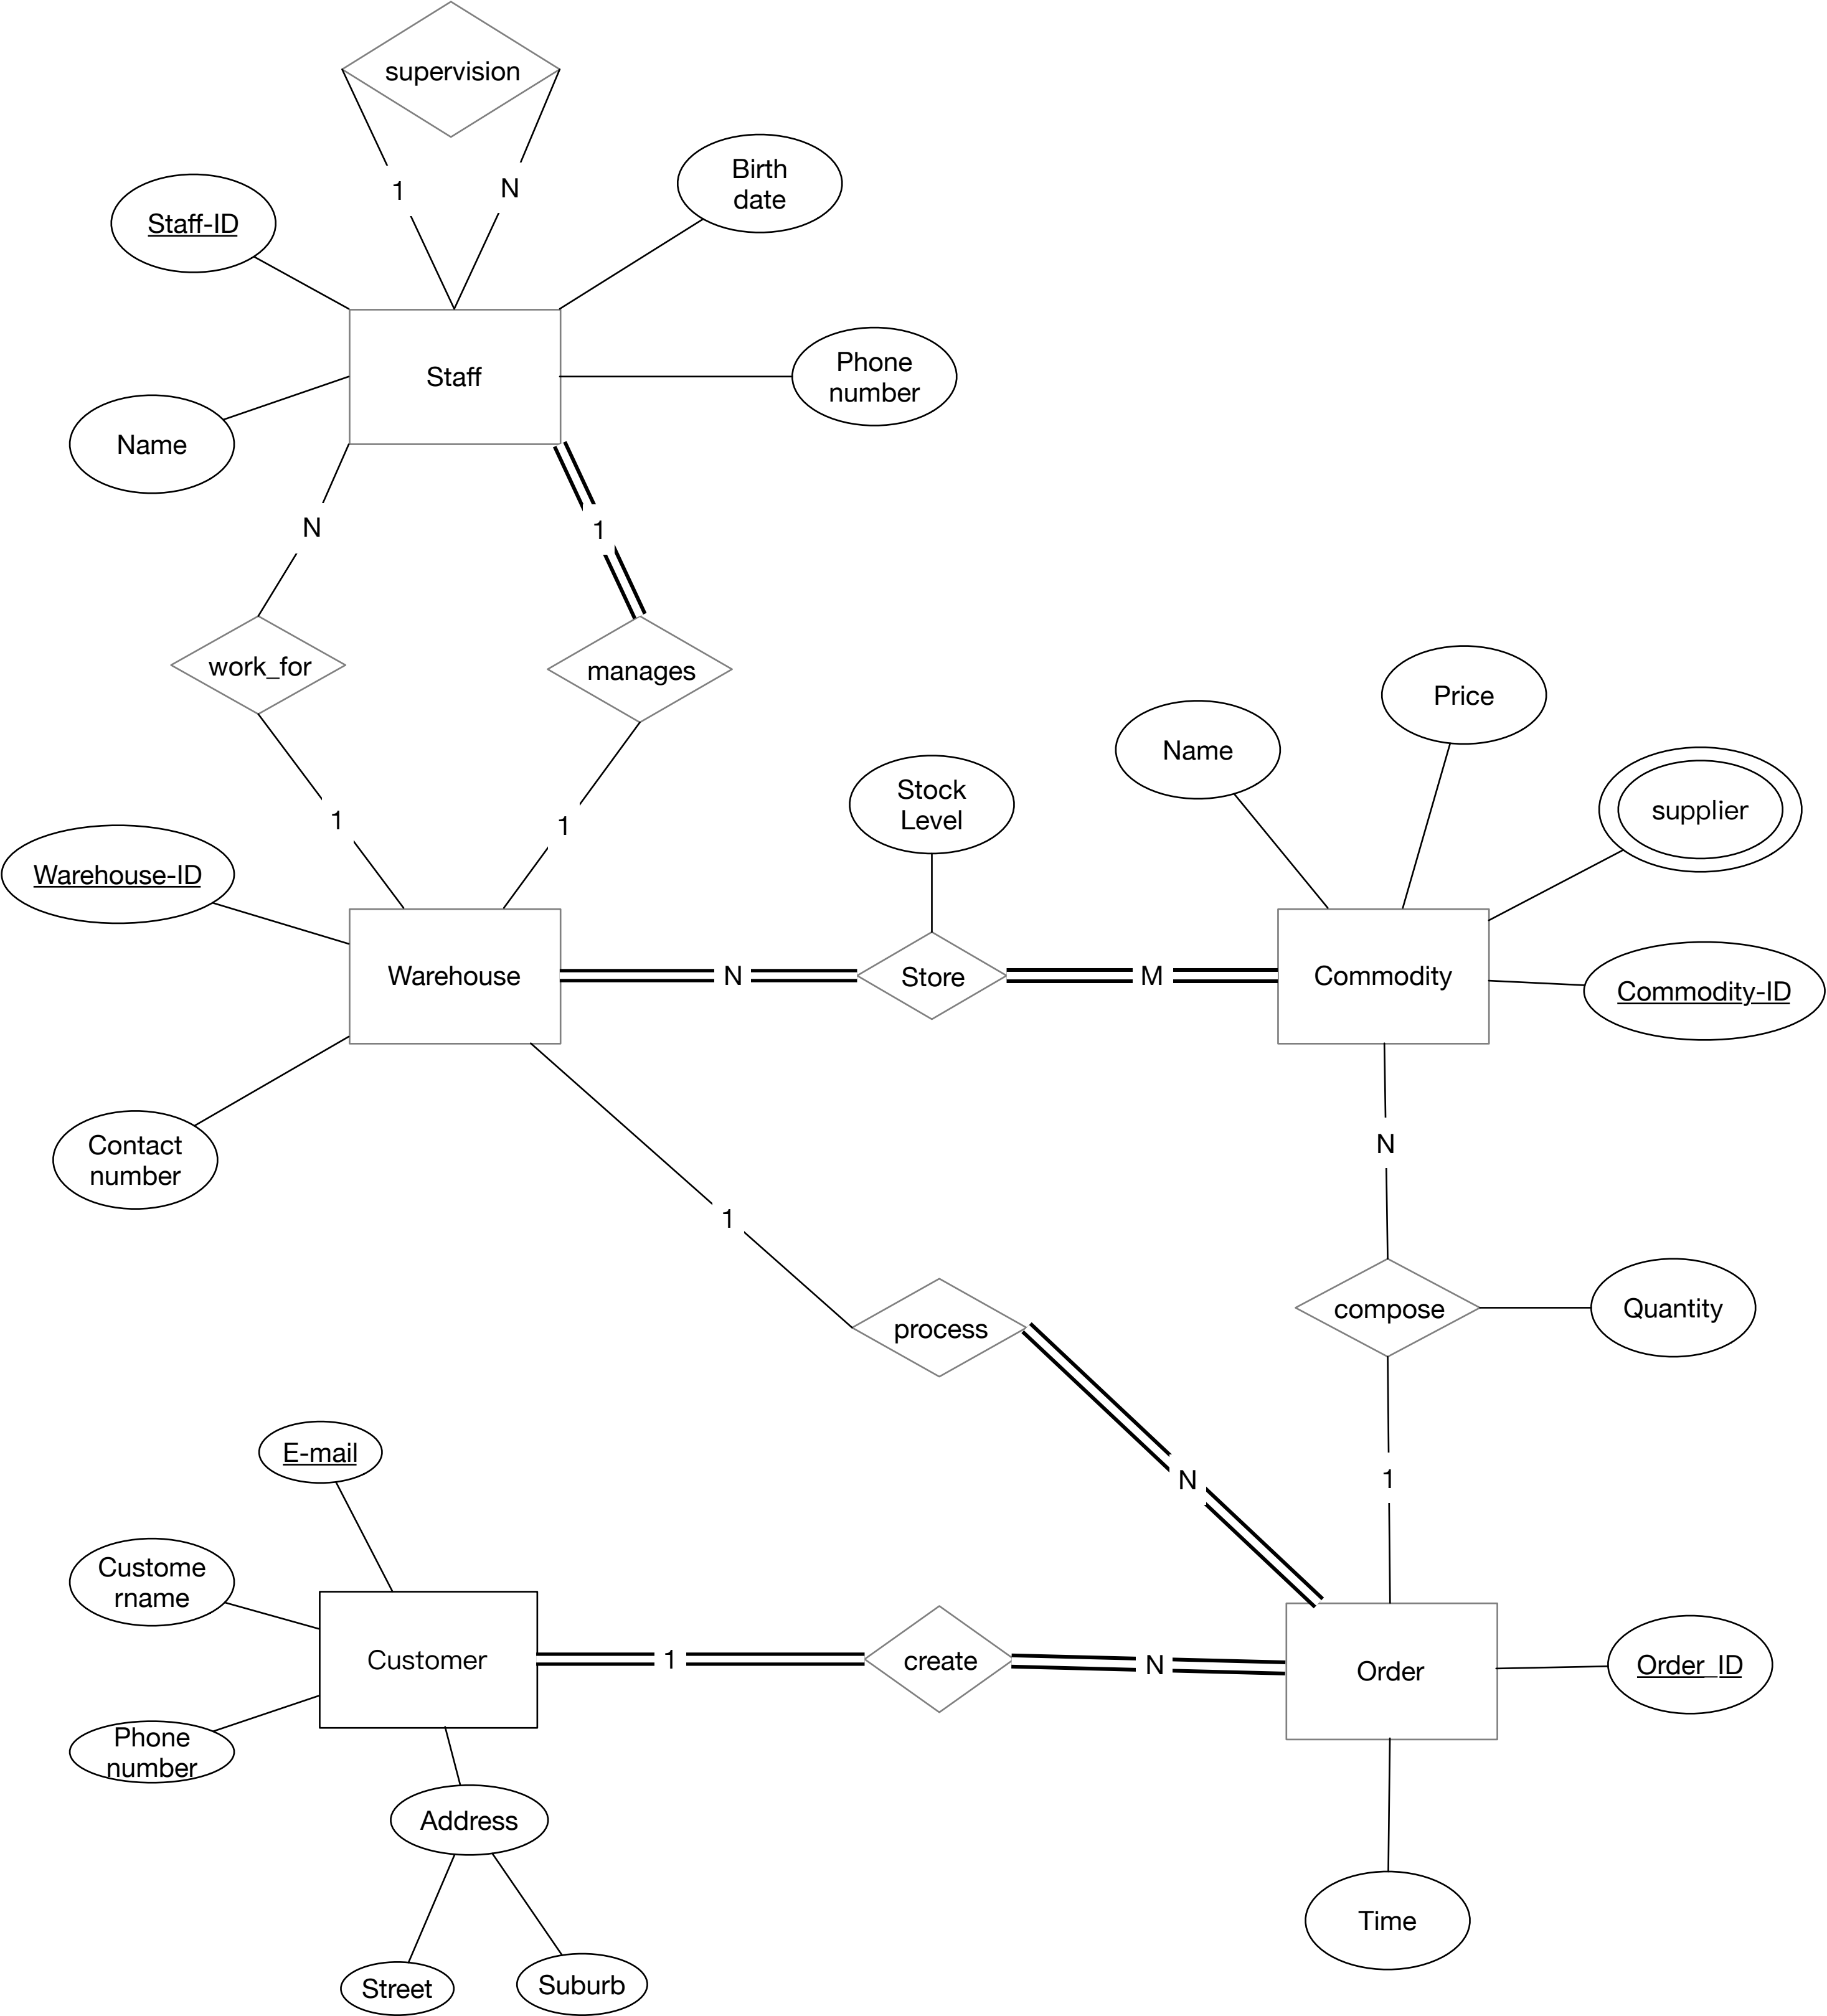 supervision
1
N
Birth
date
Staff-ID
Phone
number
Staff
Name
N
1
work_for
manages
Price
Name
Stock
Level
supplier
1
1
Warehouse-ID
Warehouse
N
Store
M
Commodity
Commodity-ID
Contact
number
N
1
compose
Quantity
process
E-mail
1
N
Custome
rname
Customer
1
create
N
Order
Order_ID
Phone
number
Address
Time
Street
Suburb